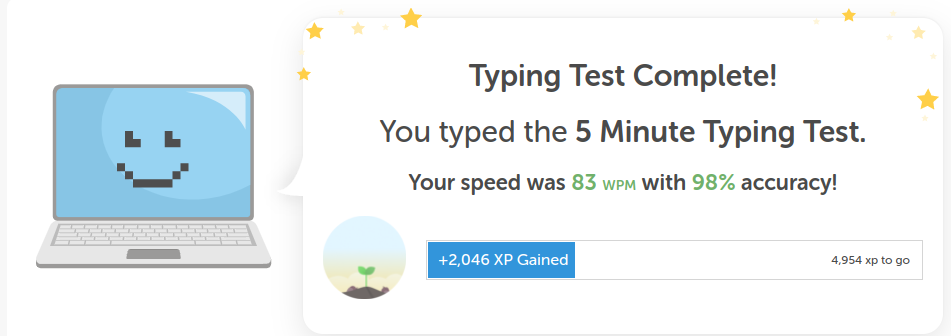 Typing Test Complete!
You typed the 5 Minute Typing Test.
Your speed was 83 WPM with 98% accuracy!
+2,046 XP Gained
4,954 xp to go